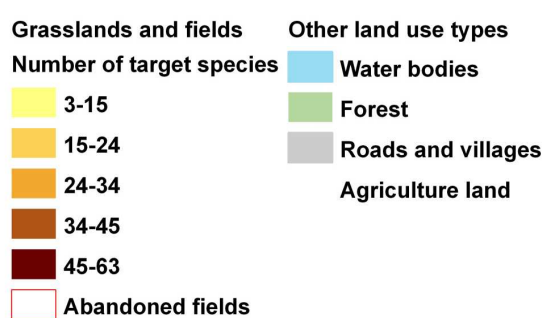 Grasslands and fields
Number of target species
3-15
15-24
24-34
34-45
45-63
Abandoned fields
Other land use types
Water bodies
Forest
Roads and villages
Agriculture land